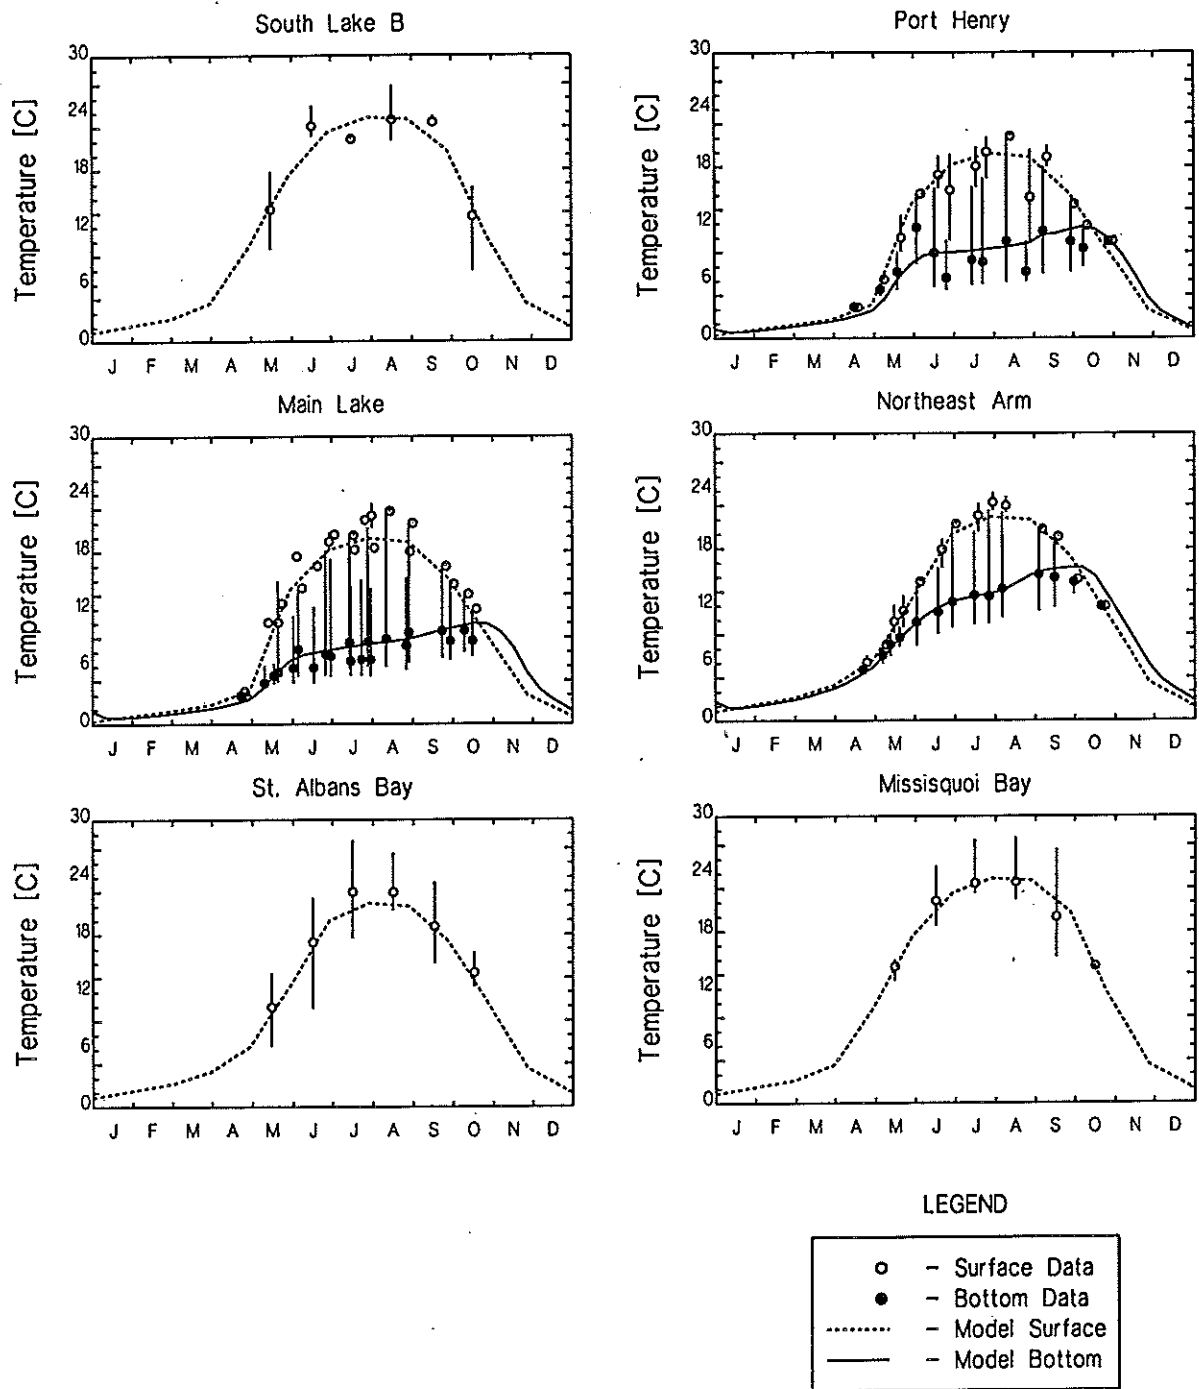 South Lake B
Temperature [C]
30
24
18
12
6
0
J F M A M J J A S O N D
Port Henry
Temperature [C]
30
24
18
12
6
0
J F M A M J J A S O N D
Main Lake
Temperature [C]
30
24
18
12
6
0
J F M A M J J A S O N D
Northeast Arm
Temperature [C]
30
24
18
12
6
0
J F M A M J J A S O N D
St. Albans Bay
Temperature [C]
30
24
18
12
6
0
J F M A M J J A S O N D
Missisquoi Bay
Temperature [C]
30
24
18
12
6
0
J F M A M J J A S O N D
LEGEND
– Surface Data
– Bottom Data
– Model Surface
– Model Bottom